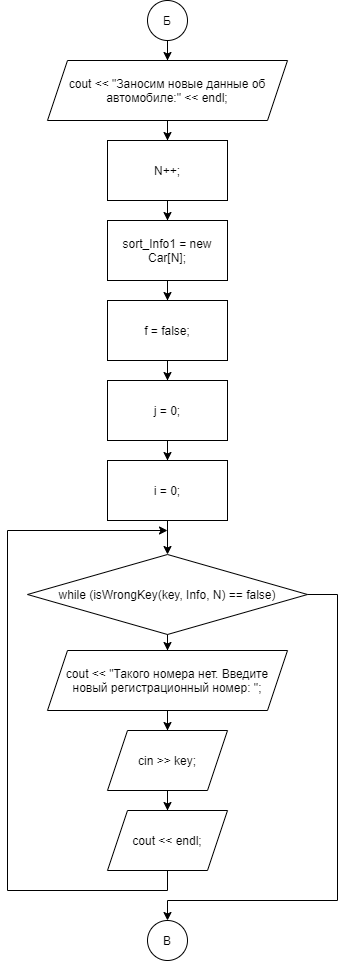 Б
cout << "Заносим новые данные об
автомобиле:" << endl;
N++;
sort_Info1 = new
Car[N];
f = false;
j = 0;
i = 0;
while (isWrongKey(key, Info, N) == false)
cout << "Такого номера нет. Введите
новый регистрационный номер: ";
cin >> key;
cout << endl;
В